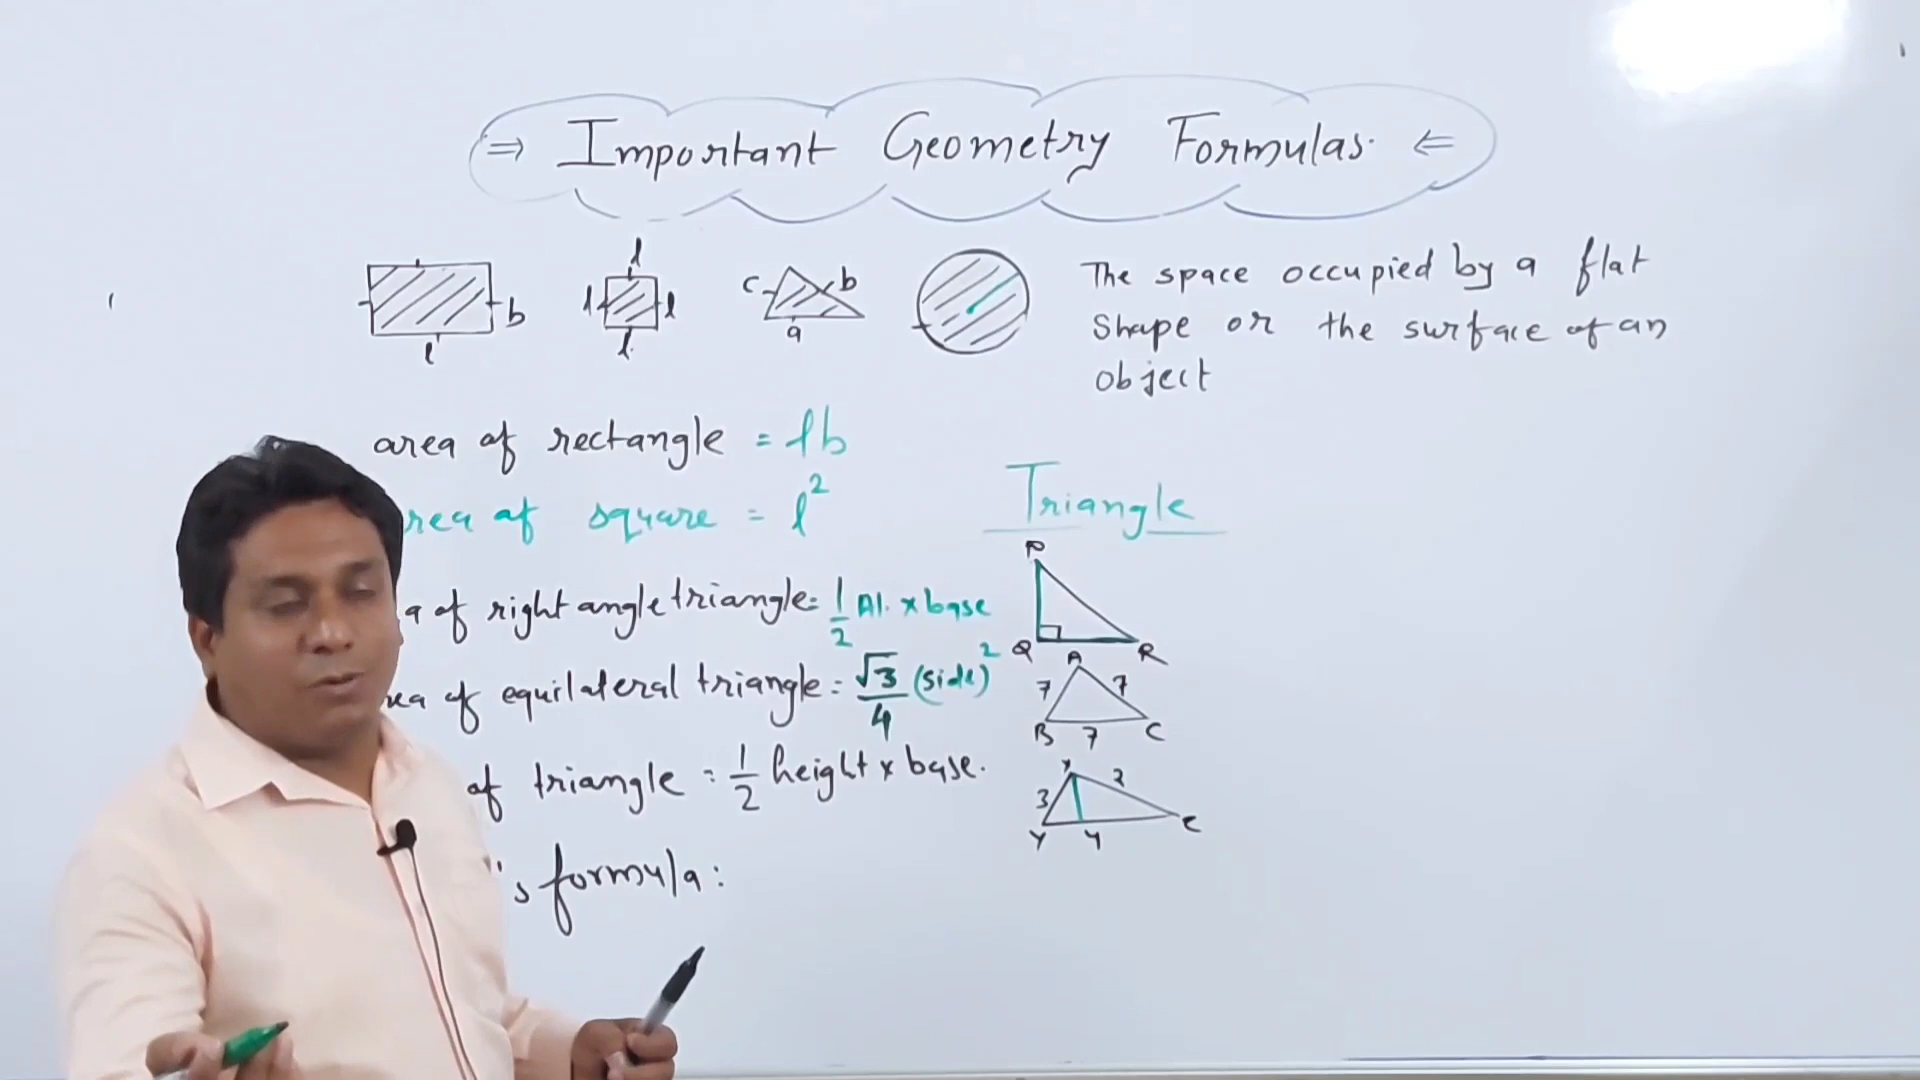 ⇒ Important Geometry Formulas. ⇐
l b
l l l l
c b a
The space occupied by a flat
Shape or the surface of an
object
area of rectangle = lb
rea of square = l²
Triangle
a of right angle triangle = 1/2 Al. × base
P Q R
ea of equilateral triangle = √3/4 (side)²
A 7 7 B 7 C
of triangle = 1/2 height × base.
3 2 Y 4
's formula: